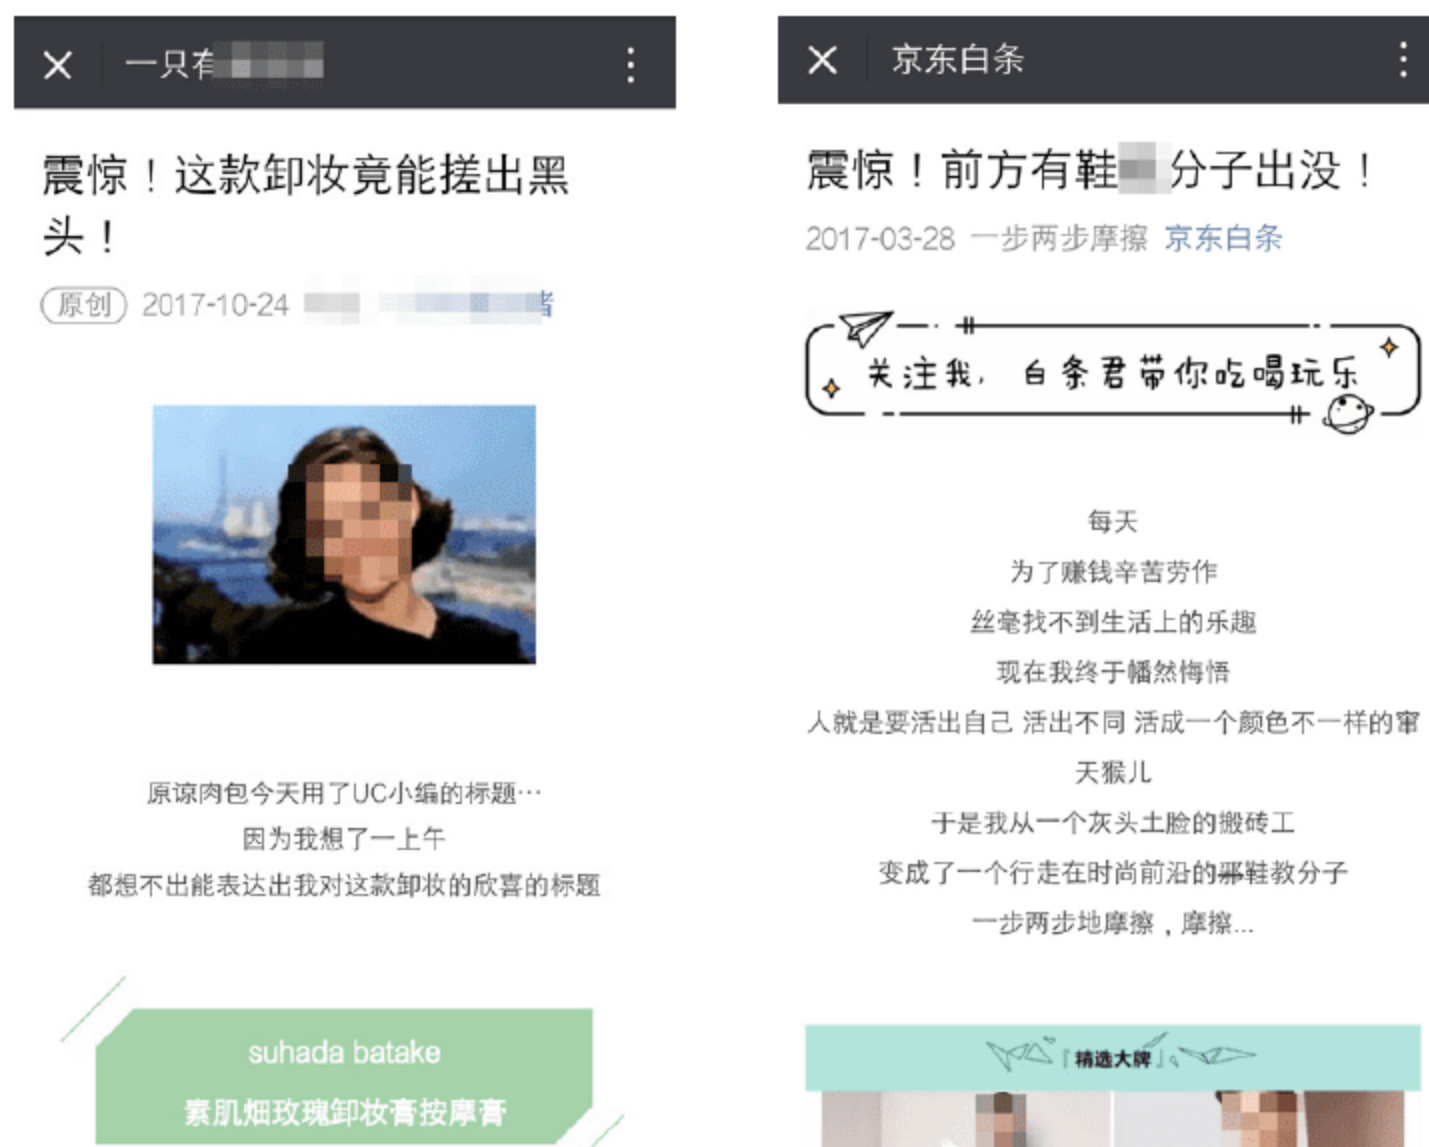 一只有
震惊！这款卸妆竟能搓出黑
头！
原创 2017-10-24 者
原谅肉包今天用了UC小编的标题…
因为我想了一上午
都想不出能表达出我对这款卸妆的欣喜的标题
suhada batake
素肌畑玫瑰卸妆膏按摩膏
京东白条
震惊！前方有鞋分子出没！
2017-03-28 一步两步摩擦 京东白条
关注我，白条君带你吃喝玩乐
每天
为了赚钱辛苦劳作
丝毫找不到生活上的乐趣
现在我终于幡然悔悟
人就是要活出自己 活出不同 活成一个颜色不一样的窜
天猴儿
于是我从一个灰头土脸的搬砖工
变成了一个行走在时尚前沿的邪鞋教分子
一步两步地摩擦，摩擦...
「精选大牌」